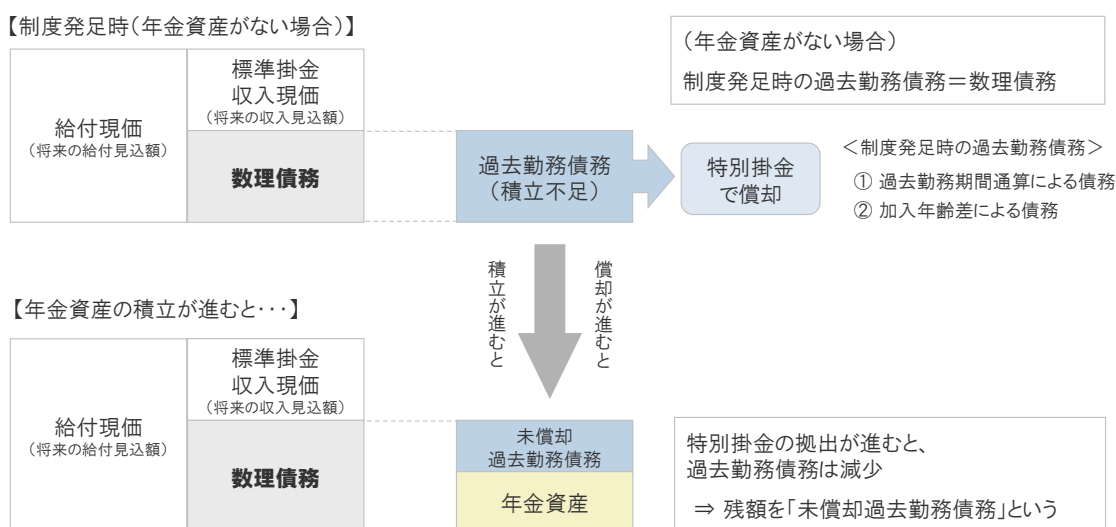 【制度発足時(年金資産がない場合)】
給付現価
(将来の給付見込額)
標準掛金
収入現価
(将来の収入見込額)
数理債務
過去勤務債務
(積立不足)
特別掛金
で償却
(年金資産がない場合)
制度発足時の過去勤務債務=数理債務
<制度発足時の過去勤務債務>
① 過去勤務期間通算による債務
② 加入年齢差による債務
積立が進むと
償却が進むと
【年金資産の積立が進むと・・・】
給付現価
(将来の給付見込額)
標準掛金
収入現価
(将来の収入見込額)
数理債務
未償却
過去勤務債務
年金資産
特別掛金の拠出が進むと、
過去勤務債務は減少
⇒ 残額を「未償却過去勤務債務」という